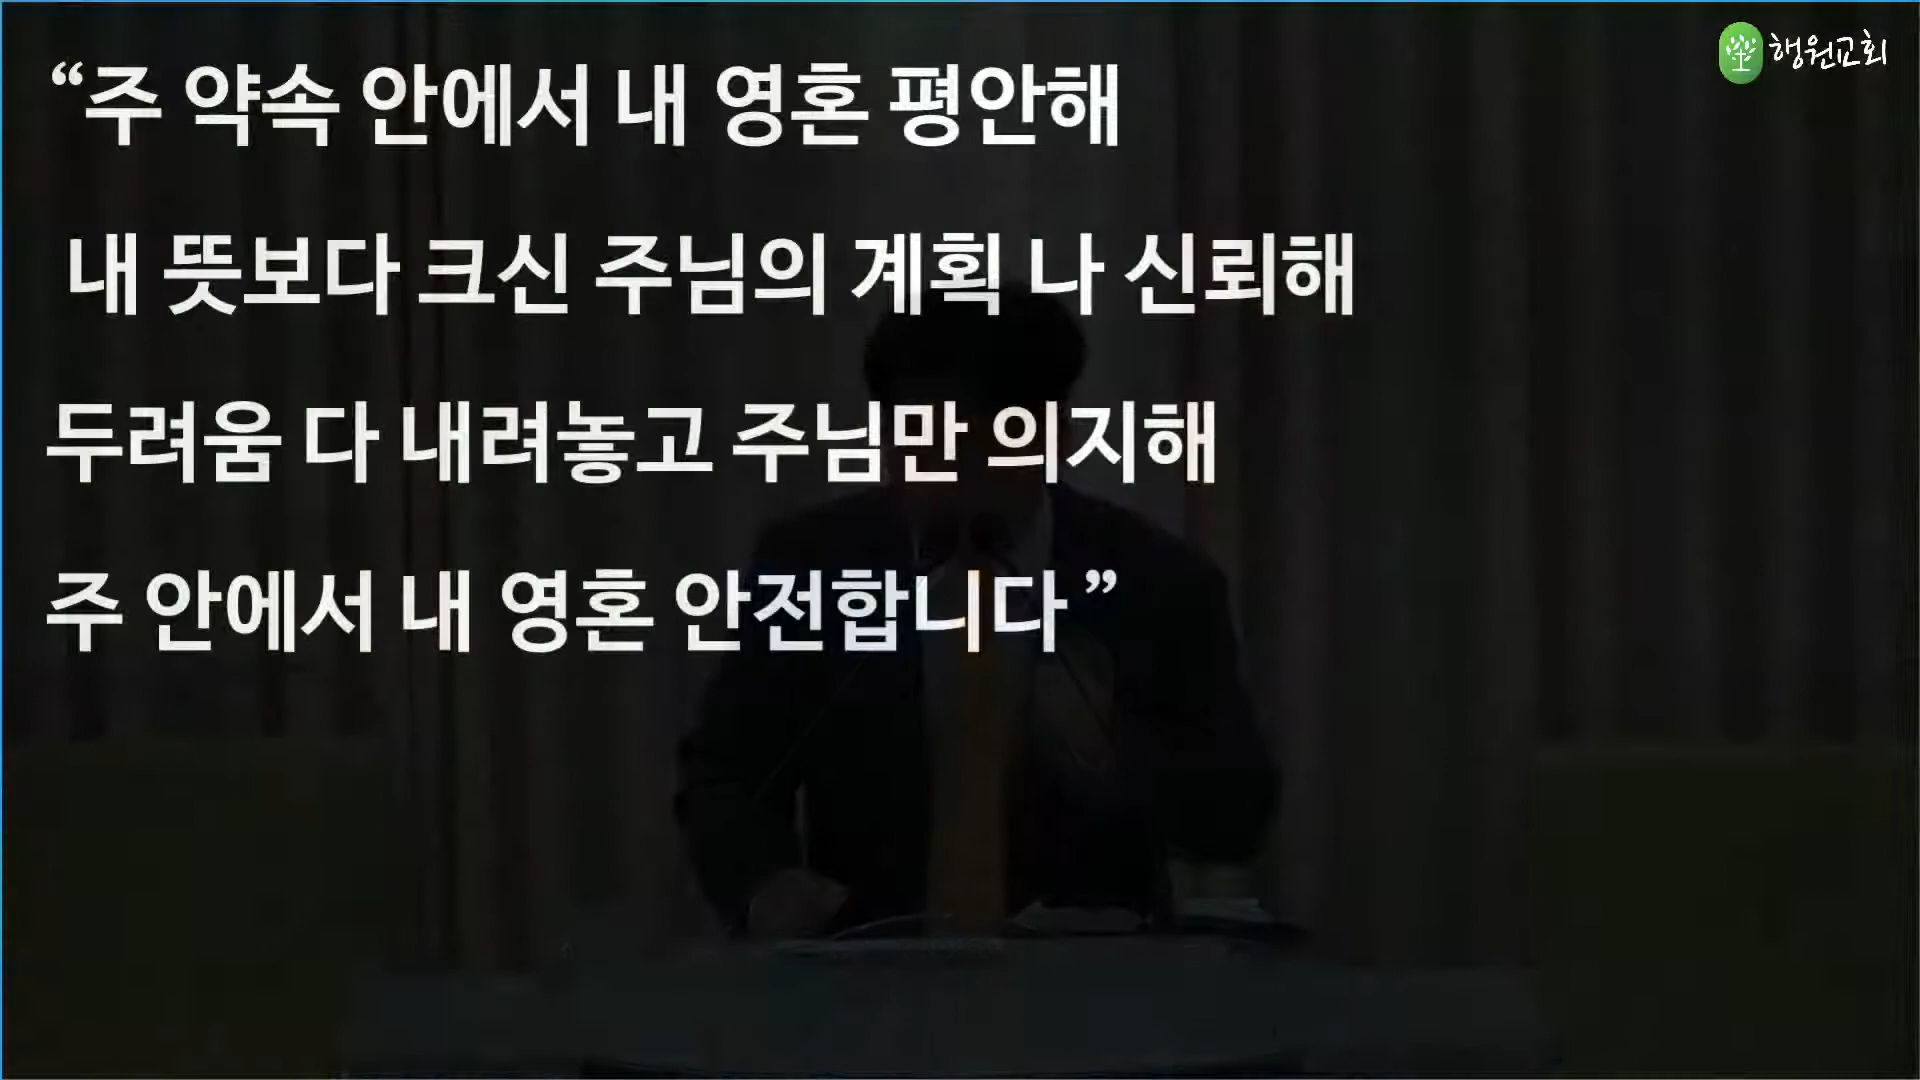 행원교회
“주 약속 안에서 내 영혼 평안해
내 뜻보다 크신 주님의 계획 나 신뢰해
두려움 다 내려놓고 주님만 의지해
주 안에서 내 영혼 안전합니다 ”